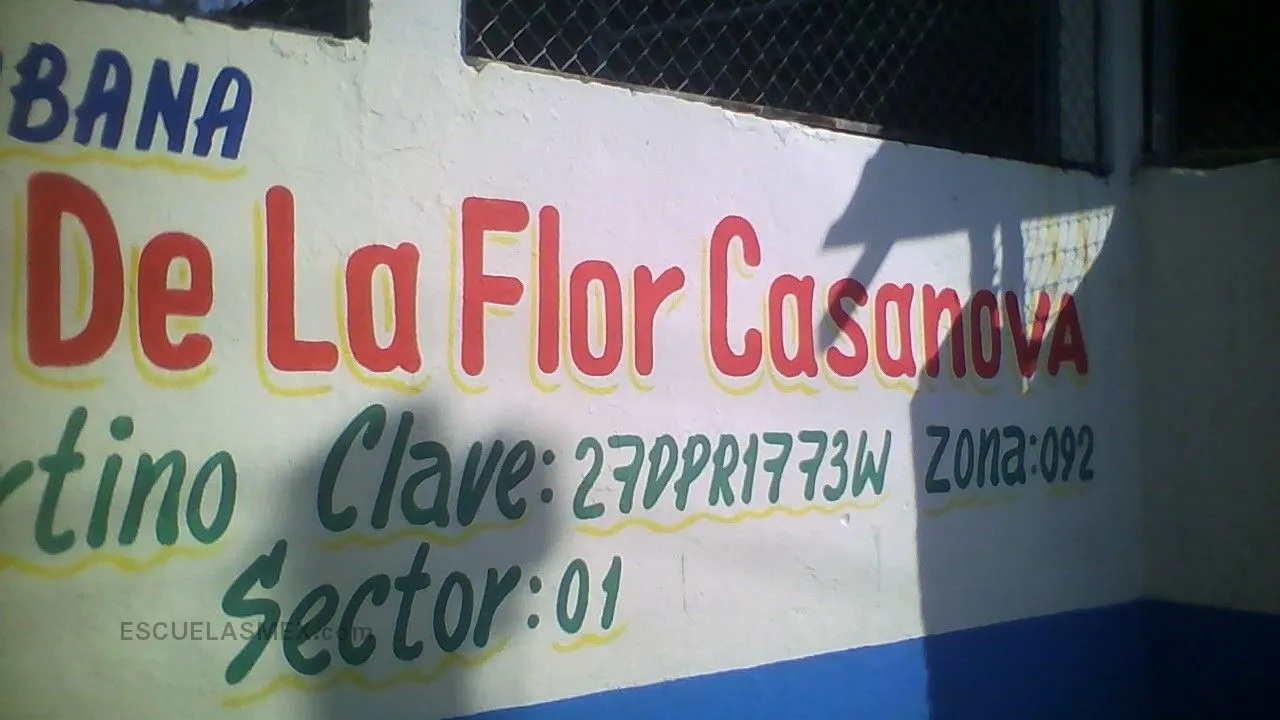 BANA
De La Flor Casanova
rtino Clave: 27DPR1773W Zona:092
Sector:01
ESCUELASMEX.com